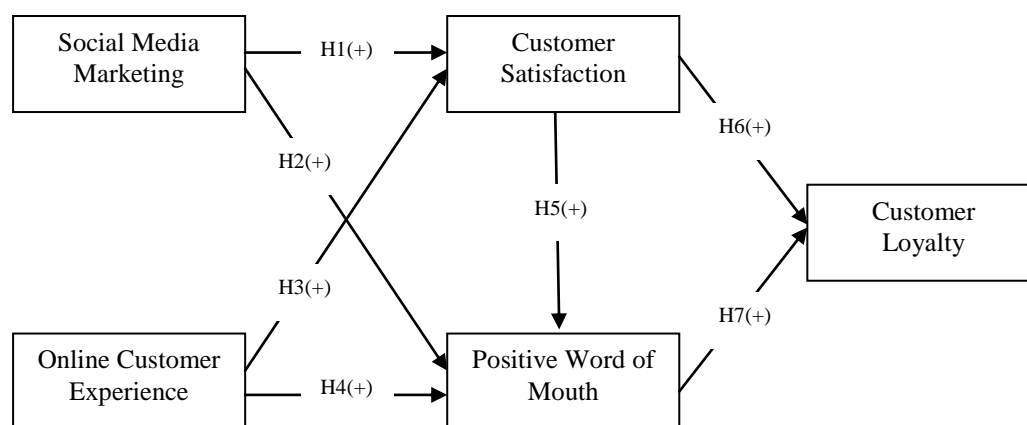 Social Media
Marketing
H1(+)
Customer
Satisfaction
H6(+)
H2(+)
H5(+)
Customer
Loyalty
H3(+)
H7(+)
Online Customer
Experience
H4(+)
Positive Word of
Mouth